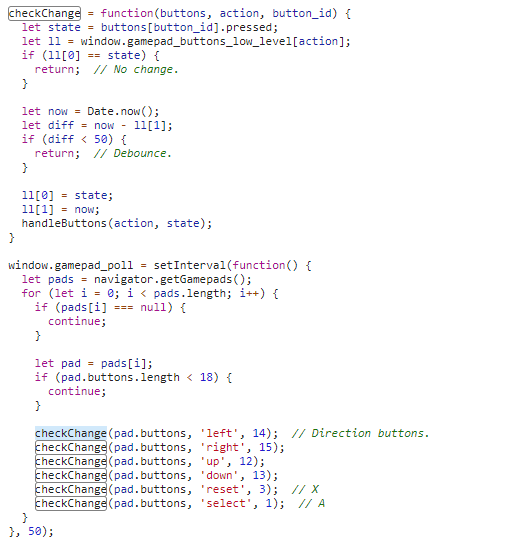 checkChange = function(buttons, action, button_id) {
  let state = buttons[button_id].pressed;
  let ll = window.gamepad_buttons_low_level[action];
  if (ll[0] == state) {
    return;  // No change.
  }

  let now = Date.now();
  let diff = now - ll[1];
  if (diff < 50) {
    return;  // Debounce.
  }

  ll[0] = state;
  ll[1] = now;
  handleButtons(action, state);
}

window.gamepad_poll = setInterval(function() {
  let pads = navigator.getGamepads();
  for (let i = 0; i < pads.length; i++) {
    if (pads[i] === null) {
      continue;
    }

    let pad = pads[i];
    if (pad.buttons.length < 18) {
      continue;
    }

    checkChange(pad.buttons, 'left', 14);  // Direction buttons.
    checkChange(pad.buttons, 'right', 15);
    checkChange(pad.buttons, 'up', 12);
    checkChange(pad.buttons, 'down', 13);
    checkChange(pad.buttons, 'reset', 3);  // X
    checkChange(pad.buttons, 'select', 1);  // A
  }
}, 50);